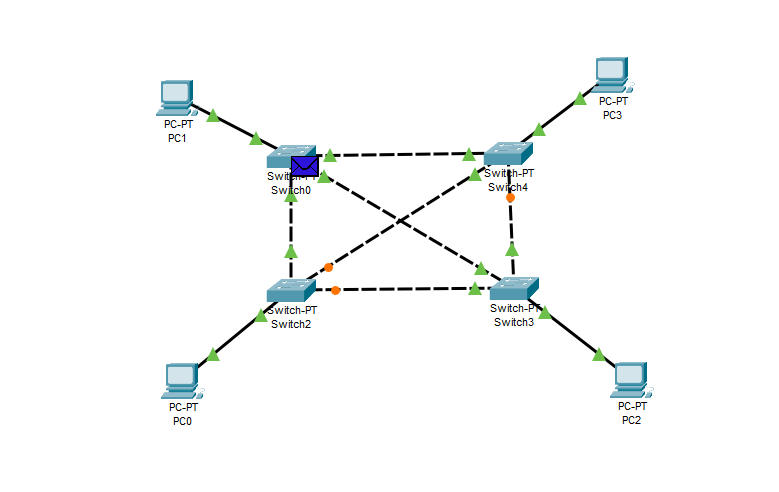 PC-PT
PC3
PC-PT
PC1
Switch-PT
Switch0
Switch-PT
Switch4
Switch-PT
Switch2
Switch-PT
Switch3
PC-PT
PC0
PC-PT
PC2